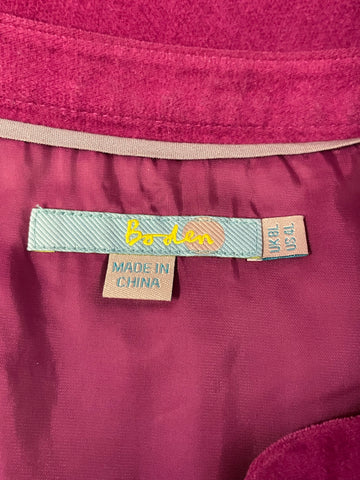 Boden
UK 8L
US 4L
MADE IN
CHINA